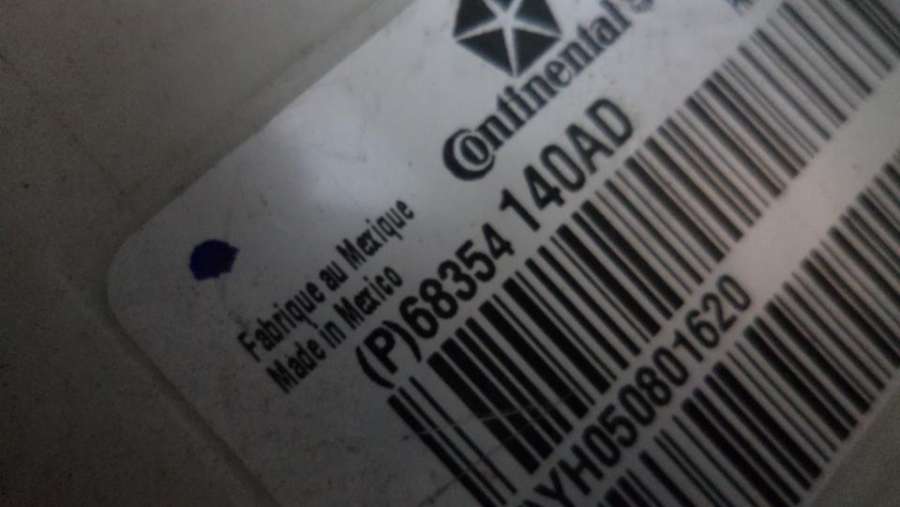 Continental
Fabrique au Mexique
Made in Mexico
(P)68354 140AD
YH050801620